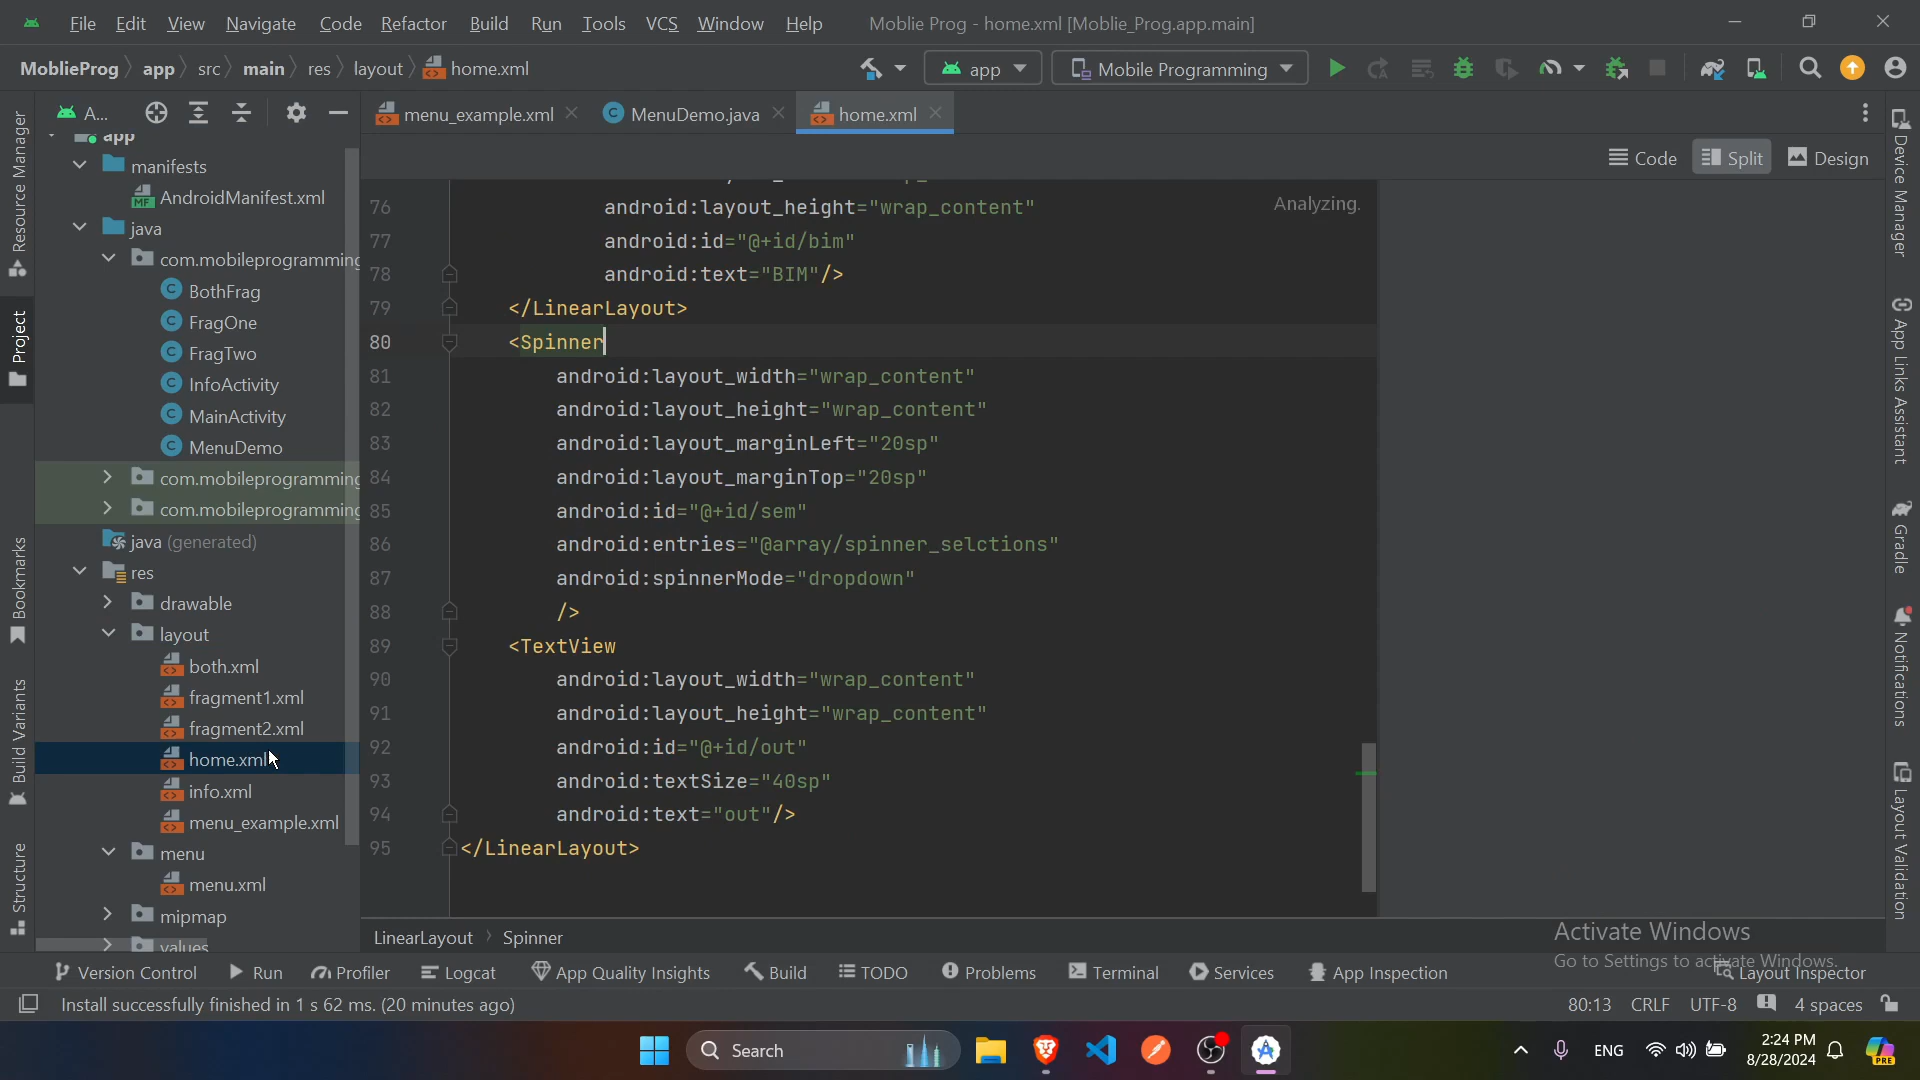 File Edit View Navigate Code Refactor Build Run Tools VCS Window Help Moblie Prog - home.xml [Moblie_Prog.app.main]
MoblieProg app src main res layout home.xml app Mobile Programming
A... menu_example.xml MenuDemo.java home.xml
Code Split Design
Resource Manager
Project
Bookmarks
Build Variants
Structure
app
manifests
AndroidManifest.xml
java
com.mobileprogramming
BothFrag
FragOne
FragTwo
InfoActivity
MainActivity
MenuDemo
com.mobileprogramming
com.mobileprogramming
java (generated)
res
drawable
layout
both.xml
fragment1.xml
fragment2.xml
home.xml
info.xml
menu_example.xml
menu
menu.xml
mipmap
values
Analyzing.
76 android:layout_height="wrap_content"
77 android:id="@+id/bim"
78 android:text="BIM"/>
79 </LinearLayout>
80 <Spinner
81 android:layout_width="wrap_content"
82 android:layout_height="wrap_content"
83 android:layout_marginLeft="20sp"
84 android:layout_marginTop="20sp"
85 android:id="@+id/sem"
86 android:entries="@array/spinner_selctions"
87 android:spinnerMode="dropdown"
88 />
89 <TextView
90 android:layout_width="wrap_content"
91 android:layout_height="wrap_content"
92 android:id="@+id/out"
93 android:textSize="40sp"
94 android:text="out"/>
95 </LinearLayout>
Device Manager
App Links Assistant
Gradle
Notifications
Layout Validation
LinearLayout Spinner
Activate Windows
Go to Settings to activate Windows.
Version Control Run Profiler Logcat App Quality Insights Build TODO Problems Terminal Services App Inspection Layout Inspector
Install successfully finished in 1 s 62 ms. (20 minutes ago) 80:13 CRLF UTF-8 4 spaces
Search ENG 2:24 PM
8/28/2024
PRE